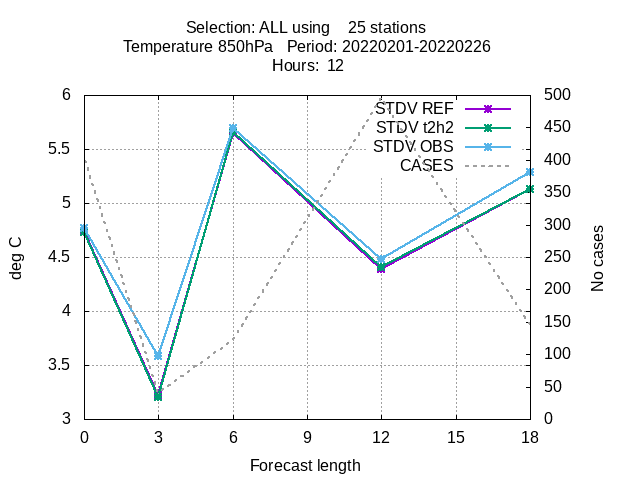 Selection: ALL using    25 stations
Temperature 850hPa   Period: 20220201-20220226
Hours:  12
STDV REF
STDV t2h2
STDV OBS
CASES
6
5.5
5
4.5
4
3.5
3
500
450
400
350
300
250
200
150
100
50
0
deg C
No cases
0 3 6 9 12 15 18
Forecast length